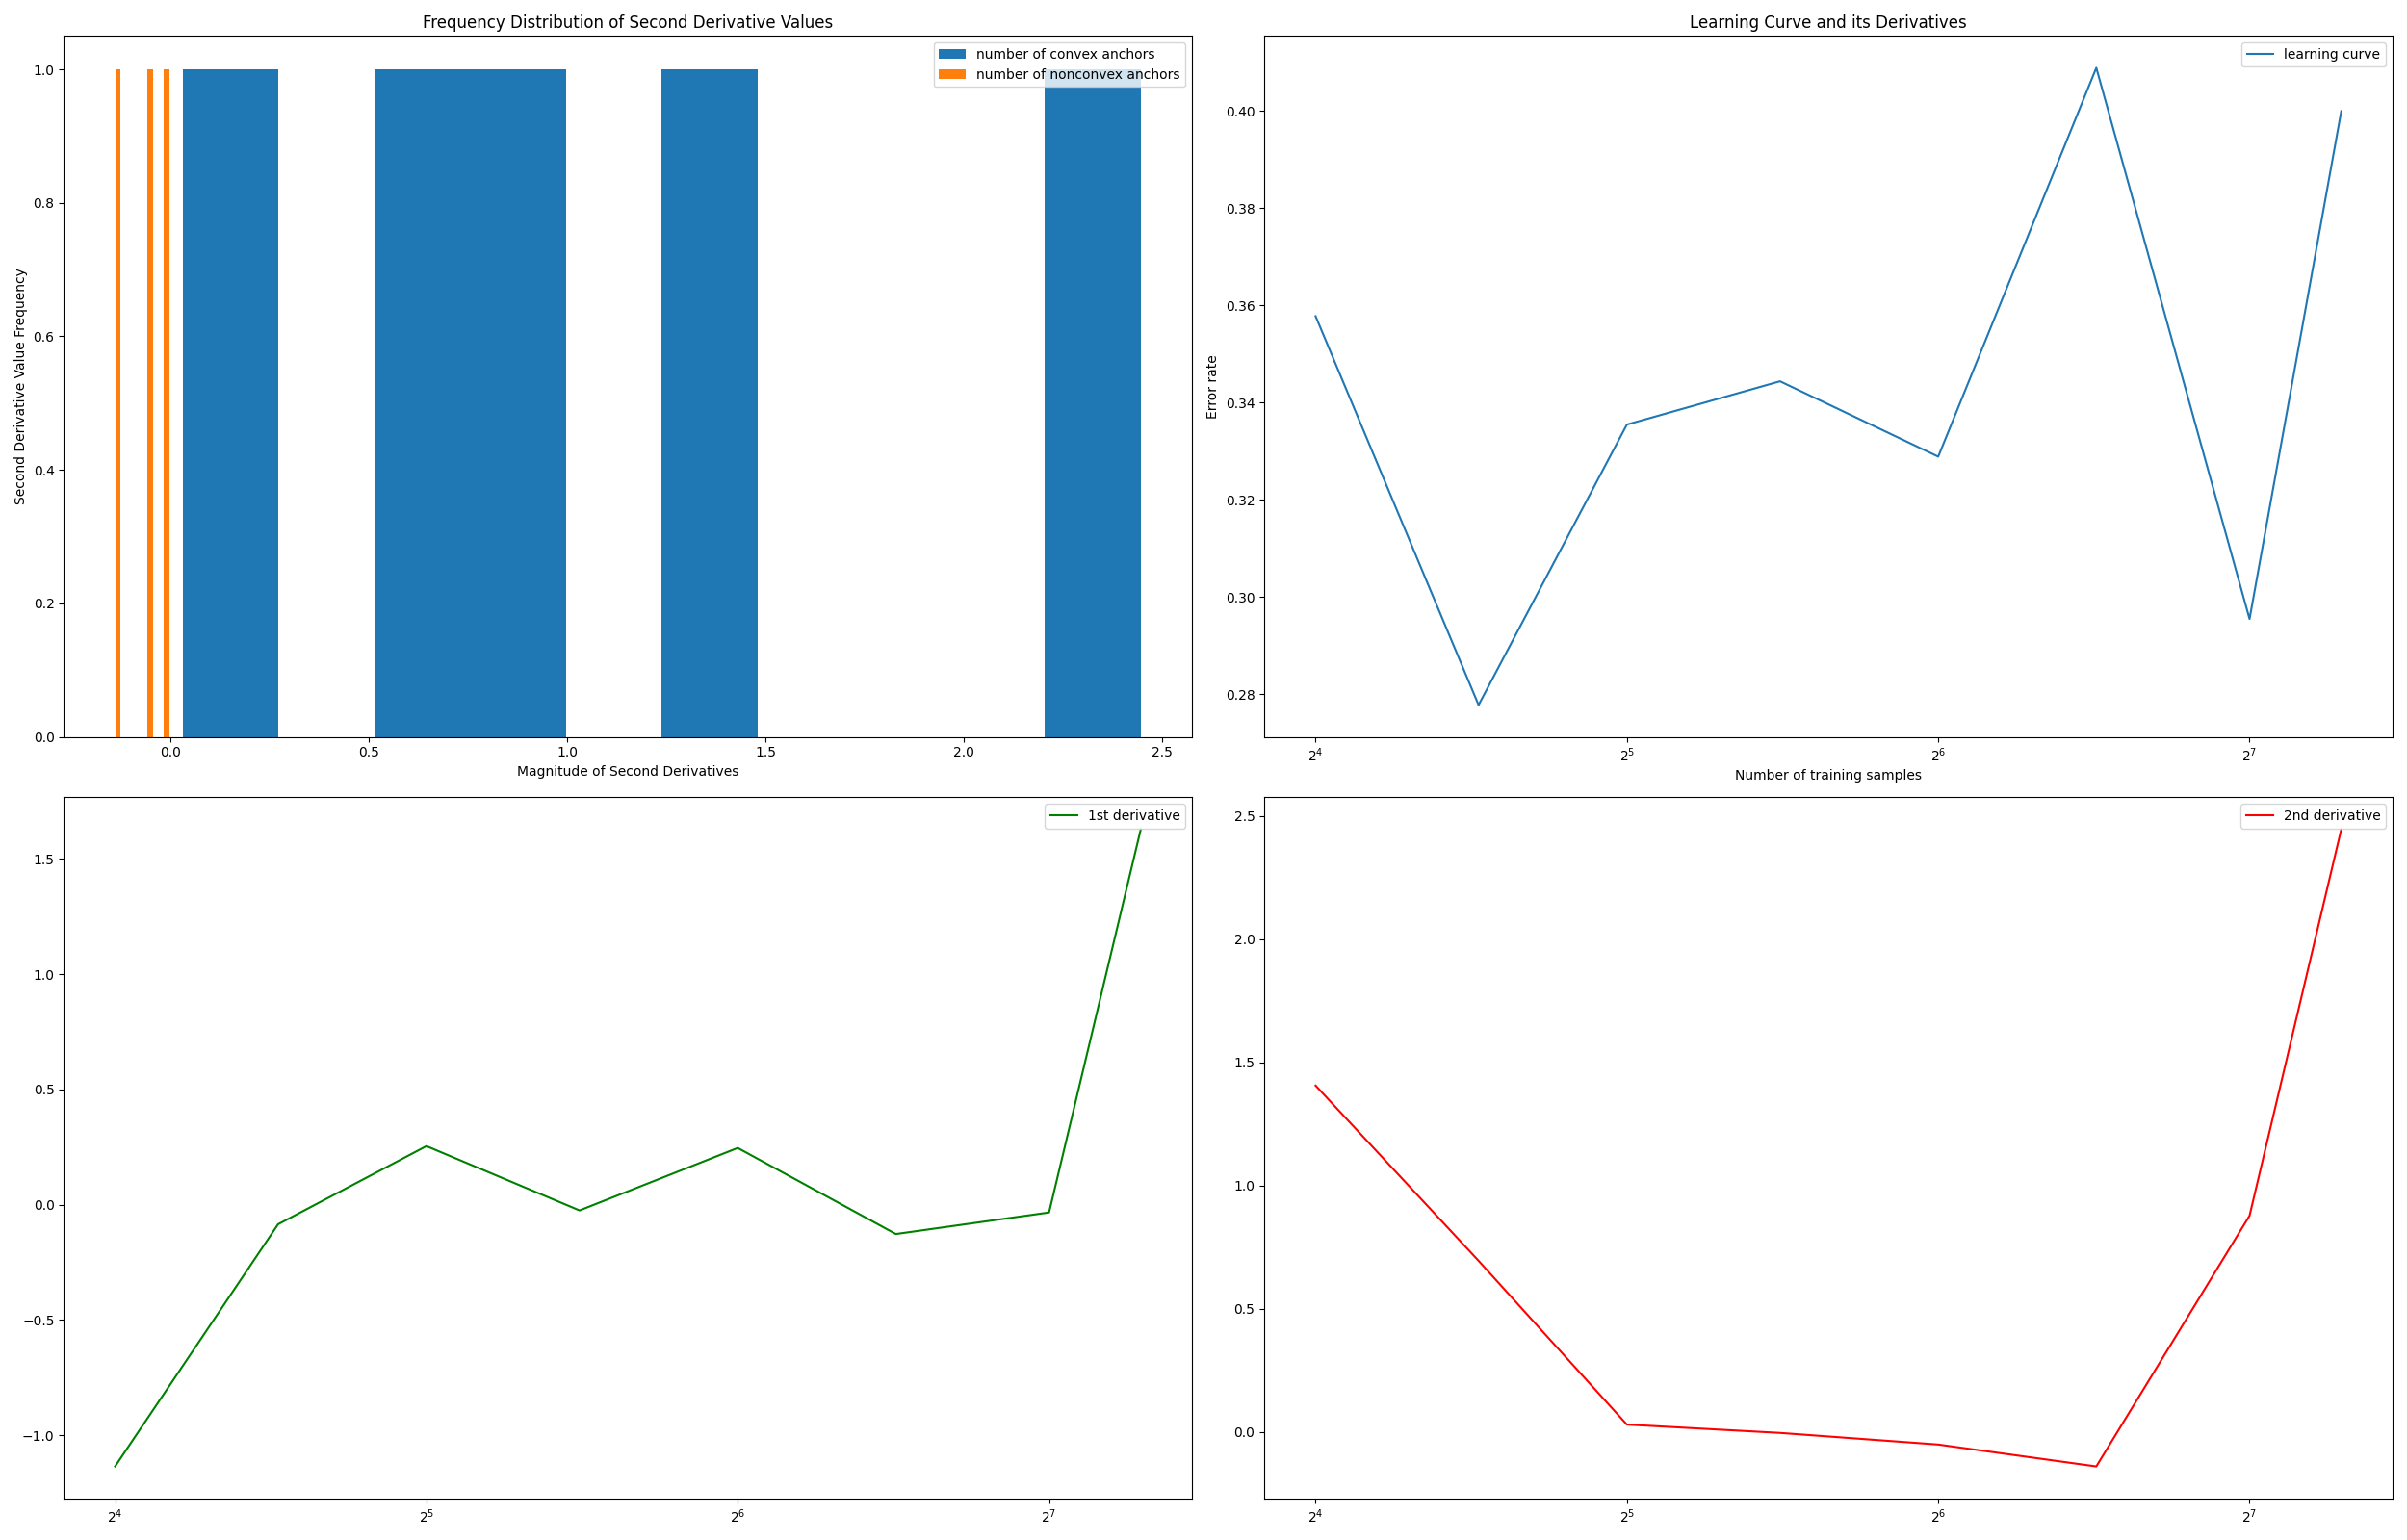 Frequency Distribution of Second Derivative Values
number of convex anchors
number of nonconvex anchors
Second Derivative Value Frequency
1.0
0.8
0.6
0.4
0.2
0.0
0.0 0.5 1.0 1.5 2.0 2.5
Magnitude of Second Derivatives
Learning Curve and its Derivatives
learning curve
Error rate
0.40
0.38
0.36
0.34
0.32
0.30
0.28
2⁴ 2⁵ 2⁶ 2⁷
Number of training samples
1st derivative
1.5
1.0
0.5
0.0
−0.5
−1.0
2⁴ 2⁵ 2⁶ 2⁷
2nd derivative
2.5
2.0
1.5
1.0
0.5
0.0
2⁴ 2⁵ 2⁶ 2⁷